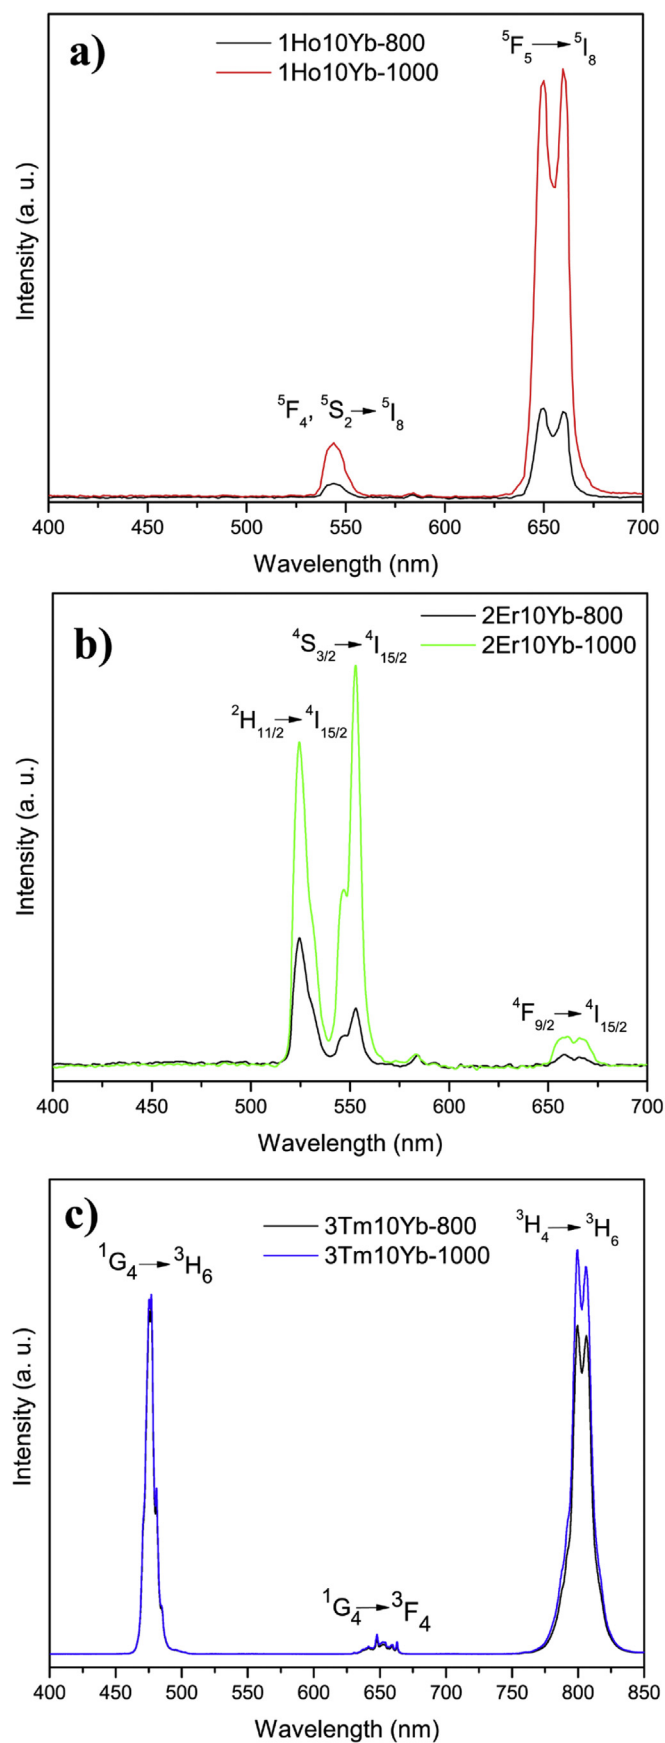 a)
1Ho10Yb-800
1Ho10Yb-1000
⁵F₅ → ⁵I₈
⁵F₄, ⁵S₂ → ⁵I₈
Intensity (a. u.)
400 450 500 550 600 650 700
Wavelength (nm)
b)
2Er10Yb-800
2Er10Yb-1000
⁴S₃/₂ → ⁴I₁₅/₂
²H₁₁/₂ → ⁴I₁₅/₂
⁴F₉/₂ → ⁴I₁₅/₂
Intensity (a. u.)
400 450 500 550 600 650 700
Wavelength (nm)
c)
3Tm10Yb-800
3Tm10Yb-1000
³H₄ → ³H₆
¹G₄ → ³H₆
¹G₄ → ³F₄
Intensity (a. u.)
400 450 500 550 600 650 700 750 800 850
Wavelength (nm)